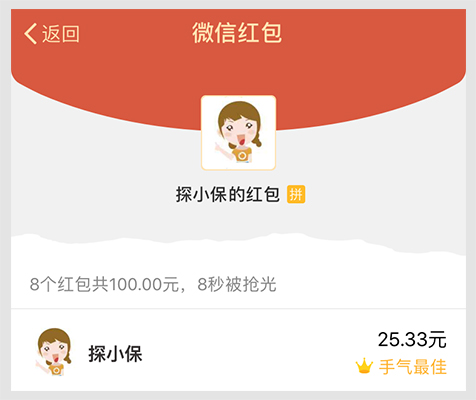 返回
微信红包
探小保的红包 拼
8个红包共100.00元，8秒被抢光
探小保
25.33元
手气最佳